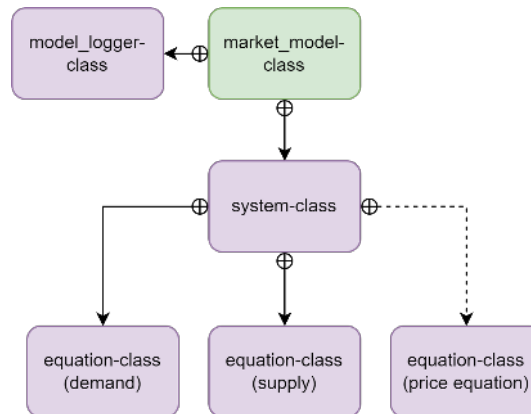 model_logger-
class
market_model-
class
system-class
equation-class
(demand)
equation-class
(supply)
equation-class
(price equation)